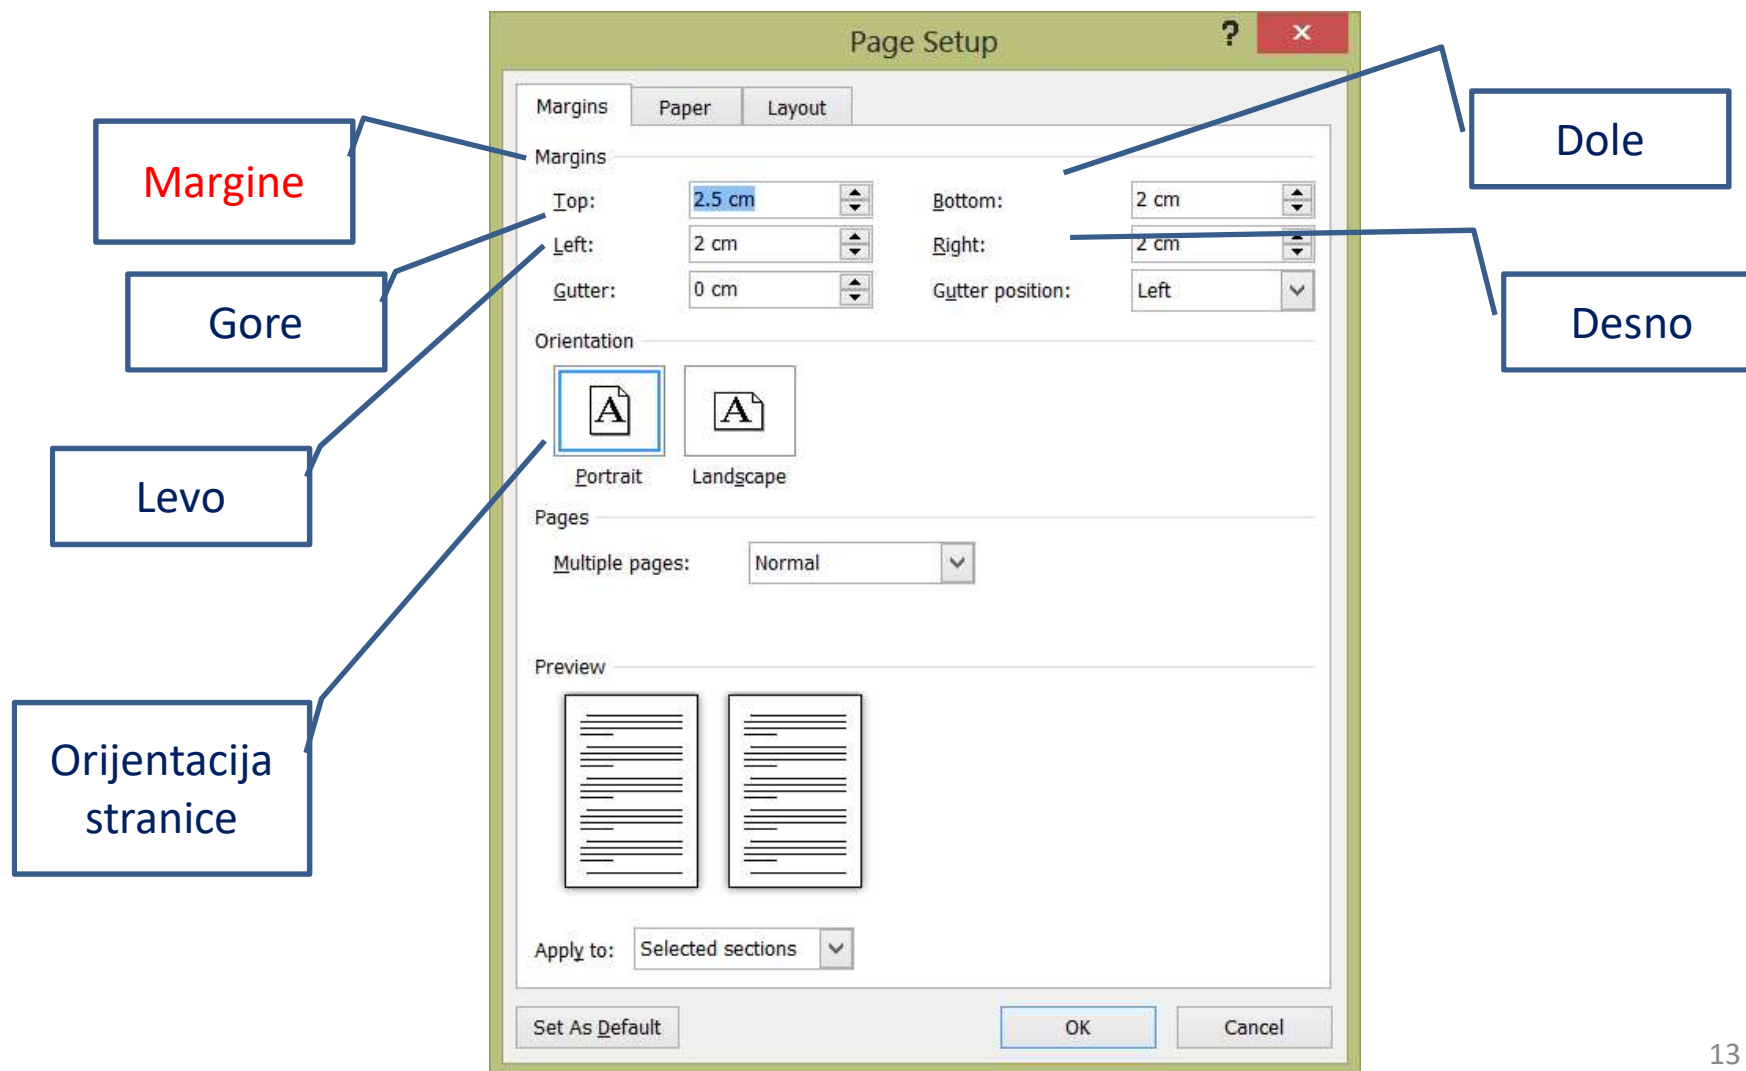 Page Setup
?
x
Margins Paper Layout
Margine
Margins
Dole
Top: 2.5 cm Bottom: 2 cm
Left: 2 cm Right: 2 cm
Gutter: 0 cm Gutter position: Left
Gore
Desno
Orientation
A A
Portrait Landscape
Levo
Pages
Multiple pages: Normal
Preview
Orijentacija
stranice
Apply to: Selected sections
Set As Default OK Cancel
13